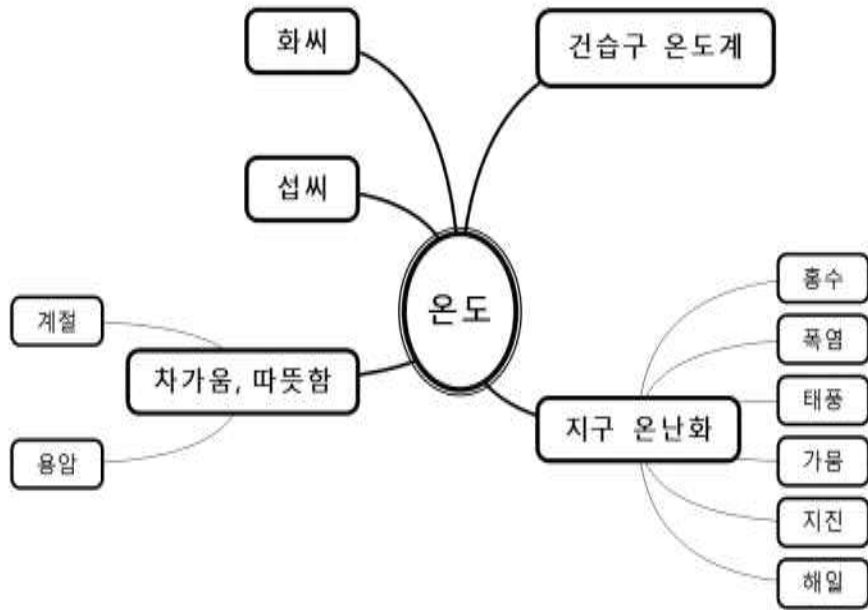 화씨
건습구 온도계
섭씨
온도
계절
차가움, 따뜻함
용암
지구 온난화
홍수
폭염
태풍
가뭄
지진
해일